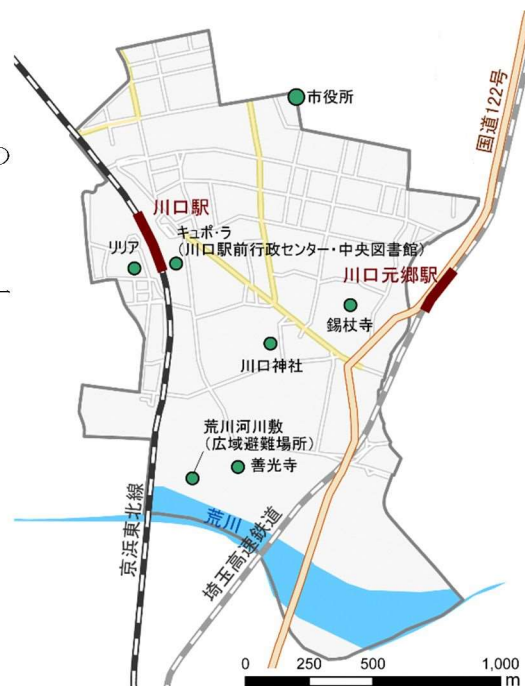 市役所
国道122号
川口駅
キュポ・ラ
(川口駅前行政センター・中央図書館)
リリア
川口元郷駅
錫杖寺
川口神社
荒川河川敷
(広域避難場所)
善光寺
荒川
京浜東北線
埼玉高速鉄道
0 250 500 1,000
m